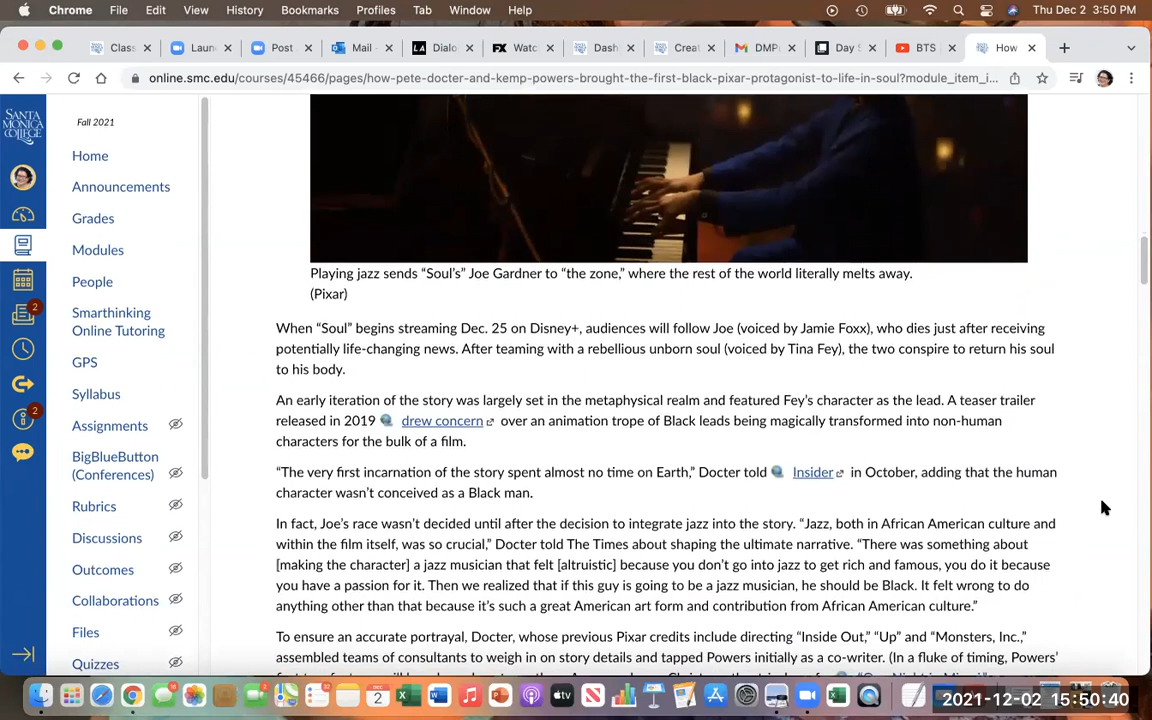 Chrome File Edit View History Bookmarks Profiles Tab Window Help Thu Dec 2 3:50 PM
Class Laun Post Mail - Dialo Watc Dash Creat DMP Day S BTS How
online.smc.edu/courses/45466/pages/how-pete-docter-and-kemp-powers-brought-the-first-black-pixar-protagonist-to-life-in-soul?module_item_i...
SANTA
MONICA
COLLEGE
Fall 2021
Home
Announcements
Grades
Modules
People
Smarthinking
Online Tutoring
GPS
Syllabus
Assignments
BigBlueButton
(Conferences)
Rubrics
Discussions
Outcomes
Collaborations
Files
Quizzes
2
2
Playing jazz sends “Soul’s” Joe Gardner to “the zone,” where the rest of the world literally melts away.
(Pixar)
When “Soul” begins streaming Dec. 25 on Disney+, audiences will follow Joe (voiced by Jamie Foxx), who dies just after receiving
potentially life-changing news. After teaming with a rebellious unborn soul (voiced by Tina Fey), the two conspire to return his soul
to his body.
An early iteration of the story was largely set in the metaphysical realm and featured Fey’s character as the lead. A teaser trailer
released in 2019 drew concern over an animation trope of Black leads being magically transformed into non-human
characters for the bulk of a film.
“The very first incarnation of the story spent almost no time on Earth,” Docter told Insider in October, adding that the human
character wasn’t conceived as a Black man.
In fact, Joe’s race wasn’t decided until after the decision to integrate jazz into the story. “Jazz, both in African American culture and
within the film itself, was so crucial,” Docter told The Times about shaping the ultimate narrative. “There was something about
[making the character] a jazz musician that felt [altruistic] because you don’t go into jazz to get rich and famous, you do it because
you have a passion for it. Then we realized that if this guy is going to be a jazz musician, he should be Black. It felt wrong to do
anything other than that because it’s such a great American art form and contribution from African American culture.”
To ensure an accurate portrayal, Docter, whose previous Pixar credits include directing “Inside Out,” “Up” and “Monsters, Inc.,”
assembled teams of consultants to weigh in on story details and tapped Powers initially as a co-writer. (In a fluke of timing, Powers’
2021-12-02 15:50:40